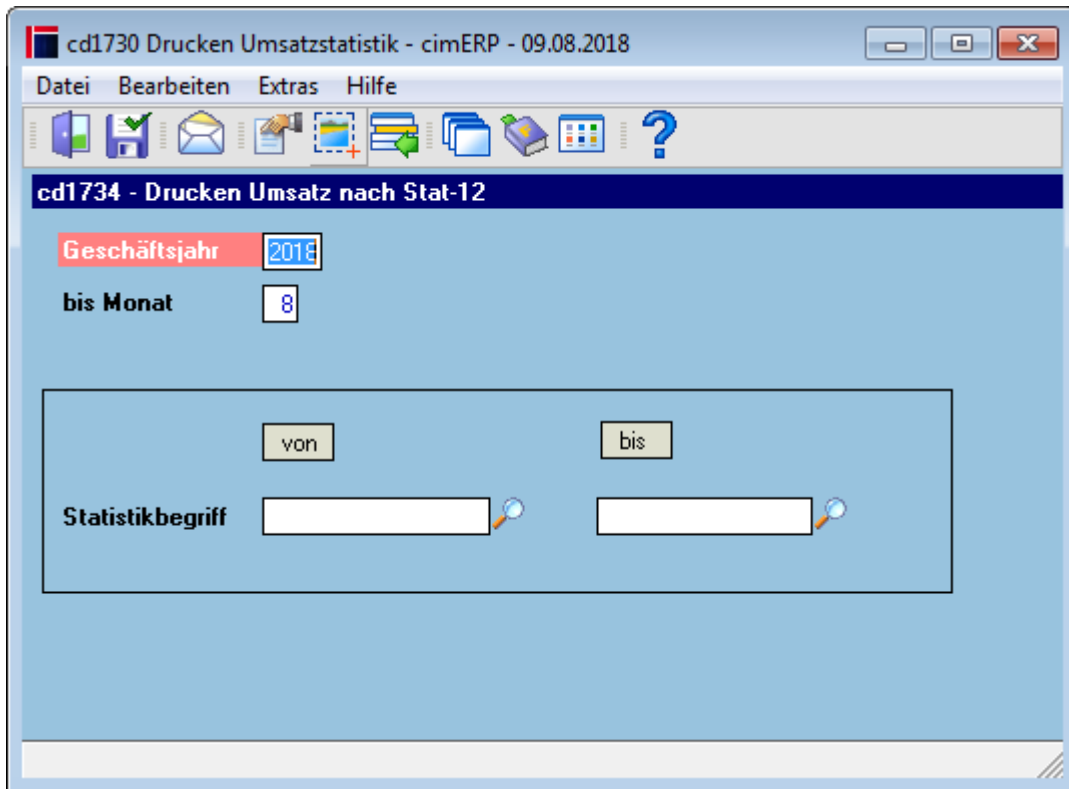 cd1730 Drucken Umsatzstatistik - cimERP - 09.08.2018
Datei Bearbeiten Extras Hilfe
cd1734 - Drucken Umsatz nach Stat-12
Geschäftsjahr 2018
bis Monat 8
von bis
Statistikbegriff